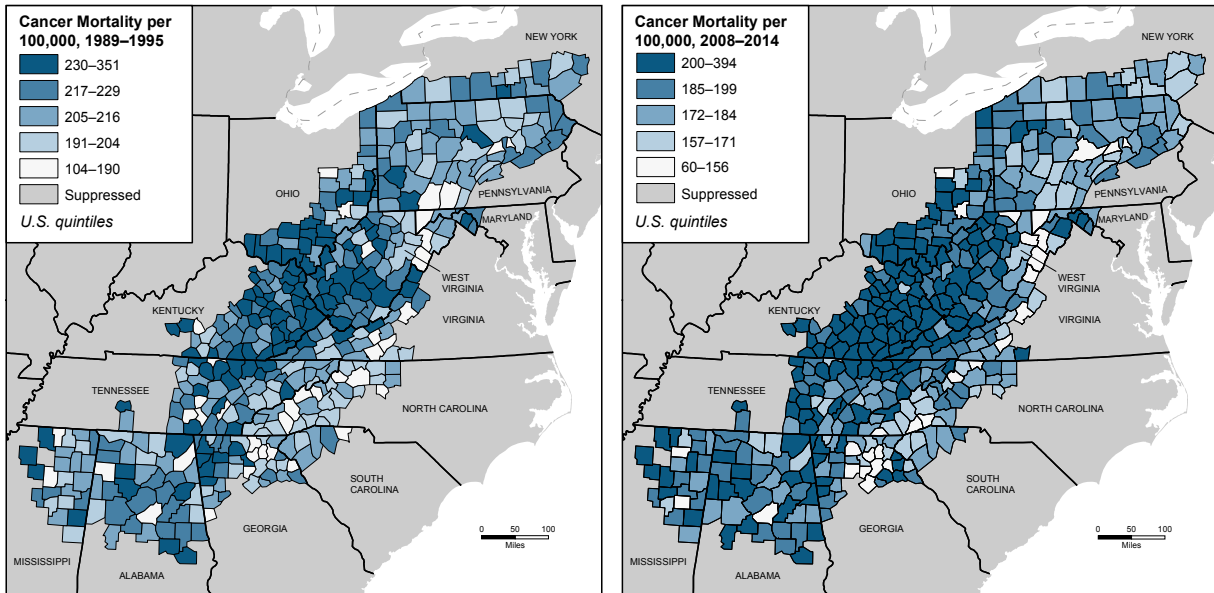 Cancer Mortality per
100,000, 1989–1995
230–351
217–229
205–216
191–204
104–190
Suppressed
U.S. quintiles
NEW YORK
OHIO
PENNSYLVANIA
MARYLAND
WEST
VIRGINIA
KENTUCKY
VIRGINIA
TENNESSEE
NORTH CAROLINA
SOUTH
CAROLINA
GEORGIA
0 50 100
Miles
MISSISSIPPI
ALABAMA
Cancer Mortality per
100,000, 2008–2014
200–394
185–199
172–184
157–171
60–156
Suppressed
U.S. quintiles
NEW YORK
OHIO
PENNSYLVANIA
MARYLAND
WEST
VIRGINIA
KENTUCKY
VIRGINIA
TENNESSEE
NORTH CAROLINA
SOUTH
CAROLINA
GEORGIA
0 50 100
Miles
MISSISSIPPI
ALABAMA